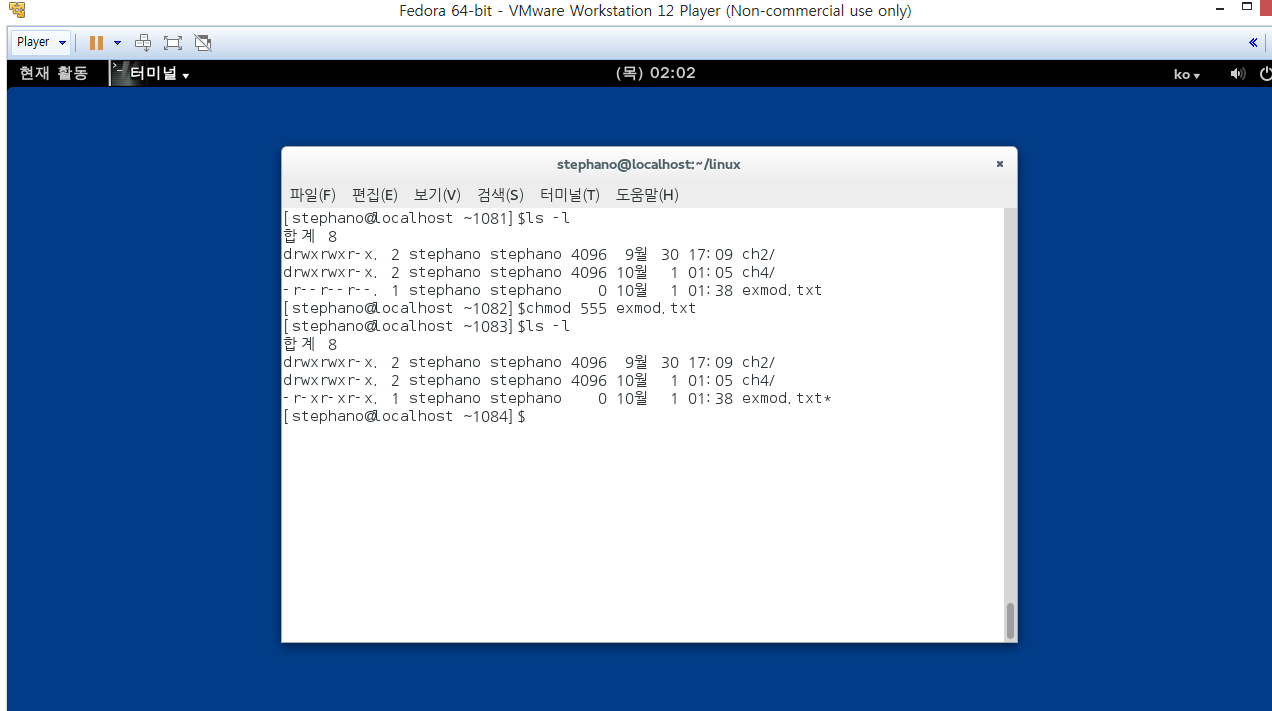 Fedora 64-bit - VMware Workstation 12 Player (Non-commercial use only)
Player
현재 활동 터미널 (목) 02:02 ko
stephano@localhost:~/linux
파일(F) 편집(E) 보기(V) 검색(S) 터미널(T) 도움말(H)
[stephano@localhost ~1081]$ls -l
합계 8
drwxrwxr-x. 2 stephano stephano 4096  9월 30 17:09 ch2/
drwxrwxr-x. 2 stephano stephano 4096 10월  1 01:05 ch4/
-r--r--r--. 1 stephano stephano    0 10월  1 01:38 exmod.txt
[stephano@localhost ~1082]$chmod 555 exmod.txt
[stephano@localhost ~1083]$ls -l
합계 8
drwxrwxr-x. 2 stephano stephano 4096  9월 30 17:09 ch2/
drwxrwxr-x. 2 stephano stephano 4096 10월  1 01:05 ch4/
-r-xr-xr-x. 1 stephano stephano    0 10월  1 01:38 exmod.txt*
[stephano@localhost ~1084]$